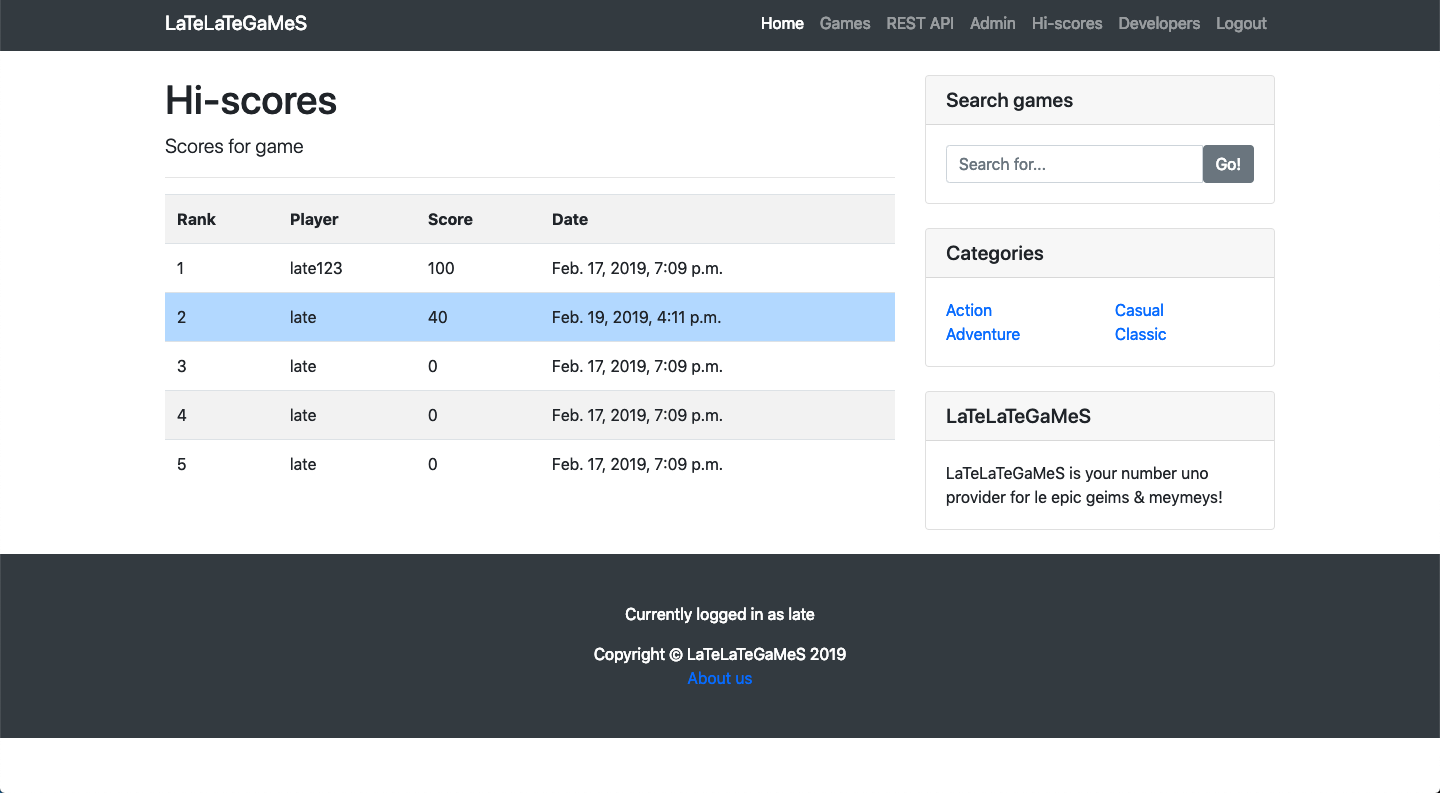 LaTeLaTeGaMeS
Home Games REST API Admin Hi-scores Developers Logout
Hi-scores
Scores for game
Rank Player Score Date
1 late123 100 Feb. 17, 2019, 7:09 p.m.
2 late 40 Feb. 19, 2019, 4:11 p.m.
3 late 0 Feb. 17, 2019, 7:09 p.m.
4 late 0 Feb. 17, 2019, 7:09 p.m.
5 late 0 Feb. 17, 2019, 7:09 p.m.
Search games
Search for... Go!
Categories
Action Casual
Adventure Classic
LaTeLaTeGaMeS
LaTeLaTeGaMeS is your number uno
provider for le epic geims & meymeys!
Currently logged in as late
Copyright © LaTeLaTeGaMeS 2019
About us